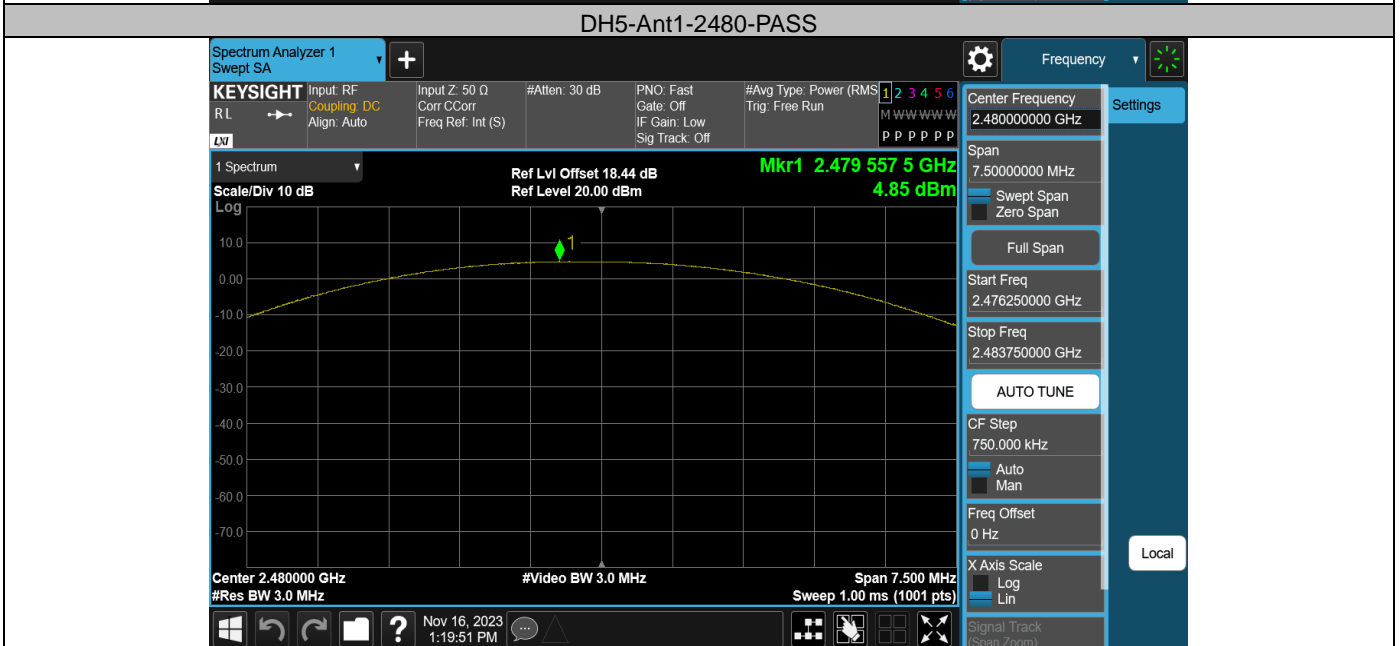 DH5-Ant1-2480-PASS
Spectrum Analyzer 1
Swept SA
+
Frequency
KEYSIGHT
RL
LXI
Input: RF
Coupling: DC
Align: Auto
Input Z: 50 Ω
Corr CCorr
Freq Ref: Int (S)
#Atten: 30 dB
PNO: Fast
Gate: Off
IF Gain: Low
Sig Track: Off
#Avg Type: Power (RMS
Trig: Free Run
1 2 3 4 5 6
M W W W W W
P P P P P P
1 Spectrum
Scale/Div 10 dB
Log
Ref Lvl Offset 18.44 dB
Ref Level 20.00 dBm
Mkr1 2.479 557 5 GHz
4.85 dBm
1
10.0
0.00
-10.0
-20.0
-30.0
-40.0
-50.0
-60.0
-70.0
Center 2.480000 GHz
#Res BW 3.0 MHz
#Video BW 3.0 MHz
Span 7.500 MHz
Sweep 1.00 ms (1001 pts)
Center Frequency
2.480000000 GHz
Settings
Span
7.50000000 MHz
Swept Span
Zero Span
Full Span
Start Freq
2.476250000 GHz
Stop Freq
2.483750000 GHz
AUTO TUNE
CF Step
750.000 kHz
Auto
Man
Freq Offset
0 Hz
Local
X Axis Scale
Log
Lin
Signal Track
(Span Zoom)
?
Nov 16, 2023
1:19:51 PM